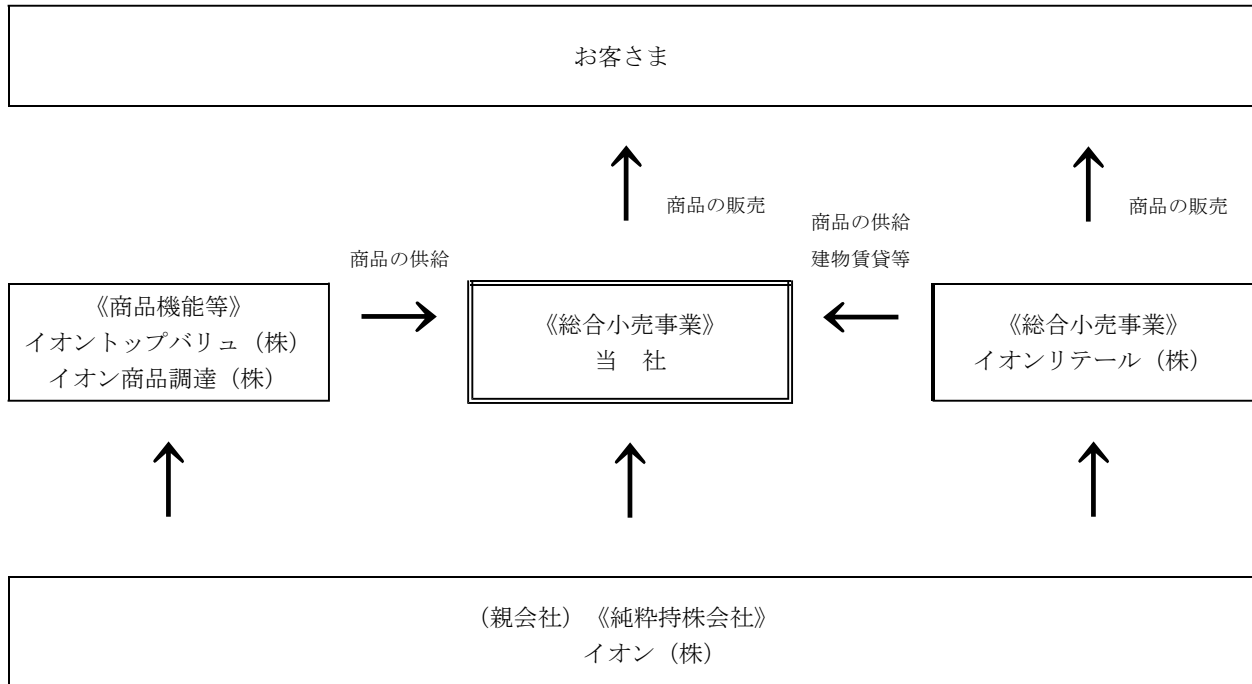 お客さま
商品の販売
商品の供給
建物賃貸等
商品の販売
商品の供給
《商品機能等》
イオントップバリュ（株）
イオン商品調達（株）
《総合小売事業》
当　社
《総合小売事業》
イオンリテール（株）
（親会社）《純粋持株会社》
イオン（株）